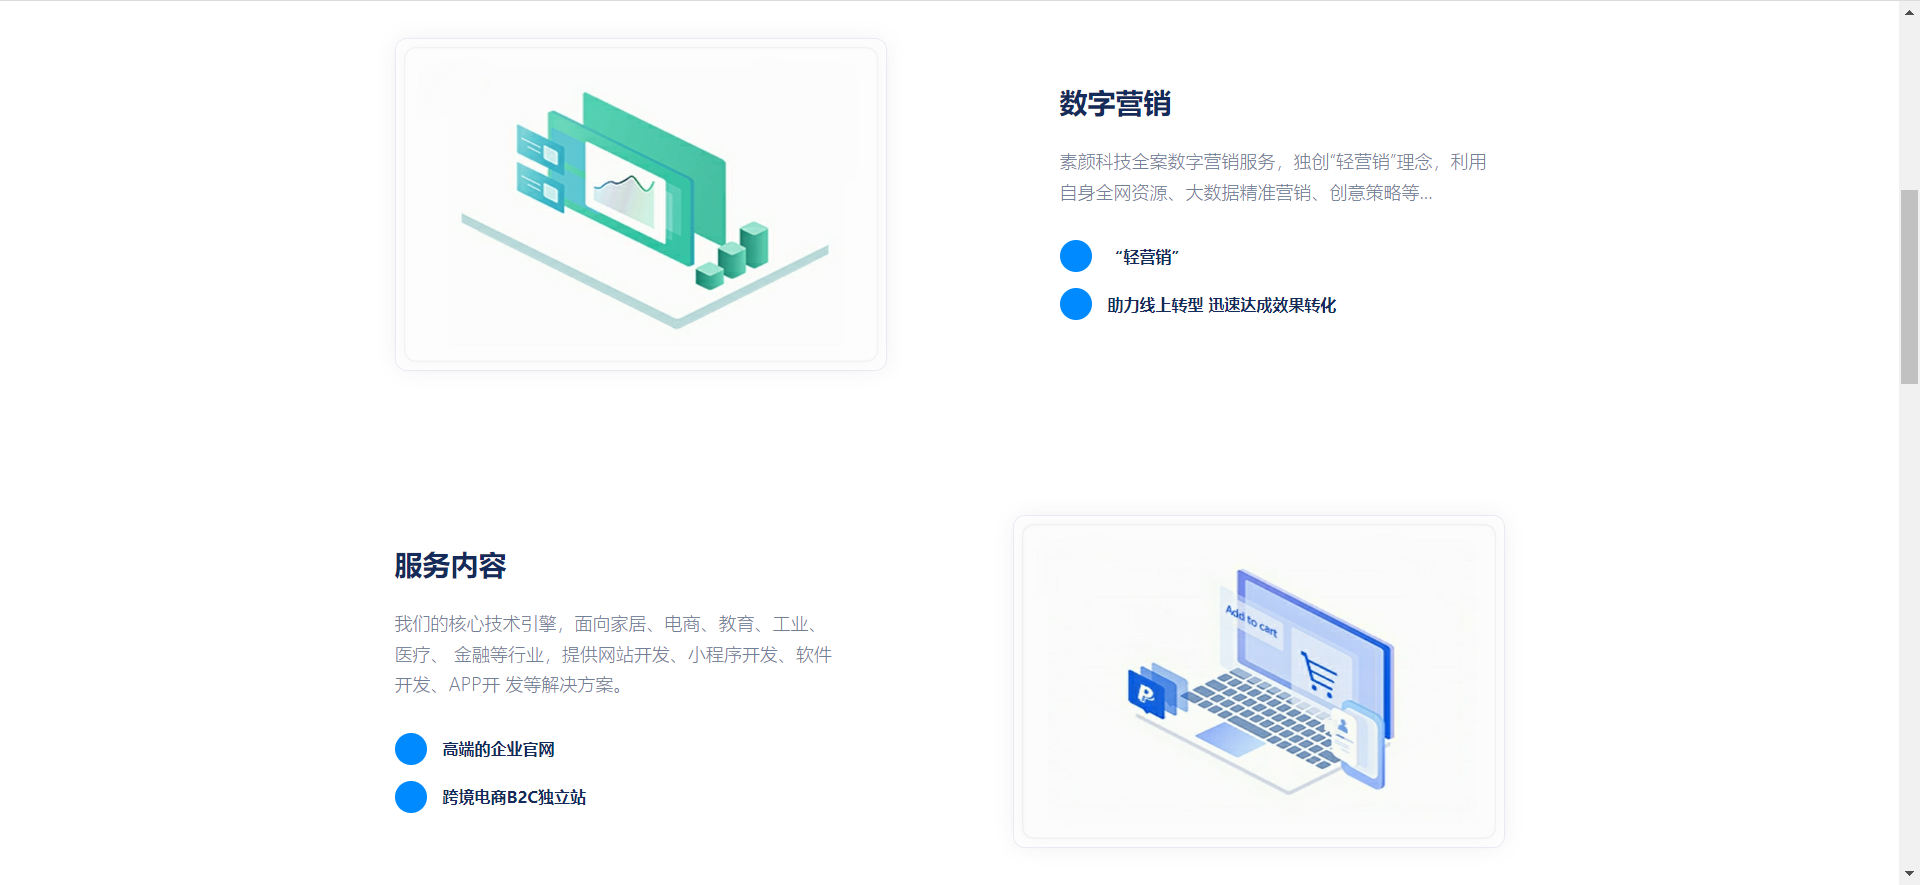 数字营销
素颜科技全案数字营销服务，独创“轻营销”理念，利用
自身全网资源、大数据精准营销、创意策略等...
“轻营销”
助力线上转型 迅速达成效果转化
服务内容
我们的核心技术引擎，面向家居、电商、教育、工业、
医疗、 金融等行业，提供网站开发、小程序开发、软件
开发、APP开 发等解决方案。
高端的企业官网
跨境电商B2C独立站
Add to cart